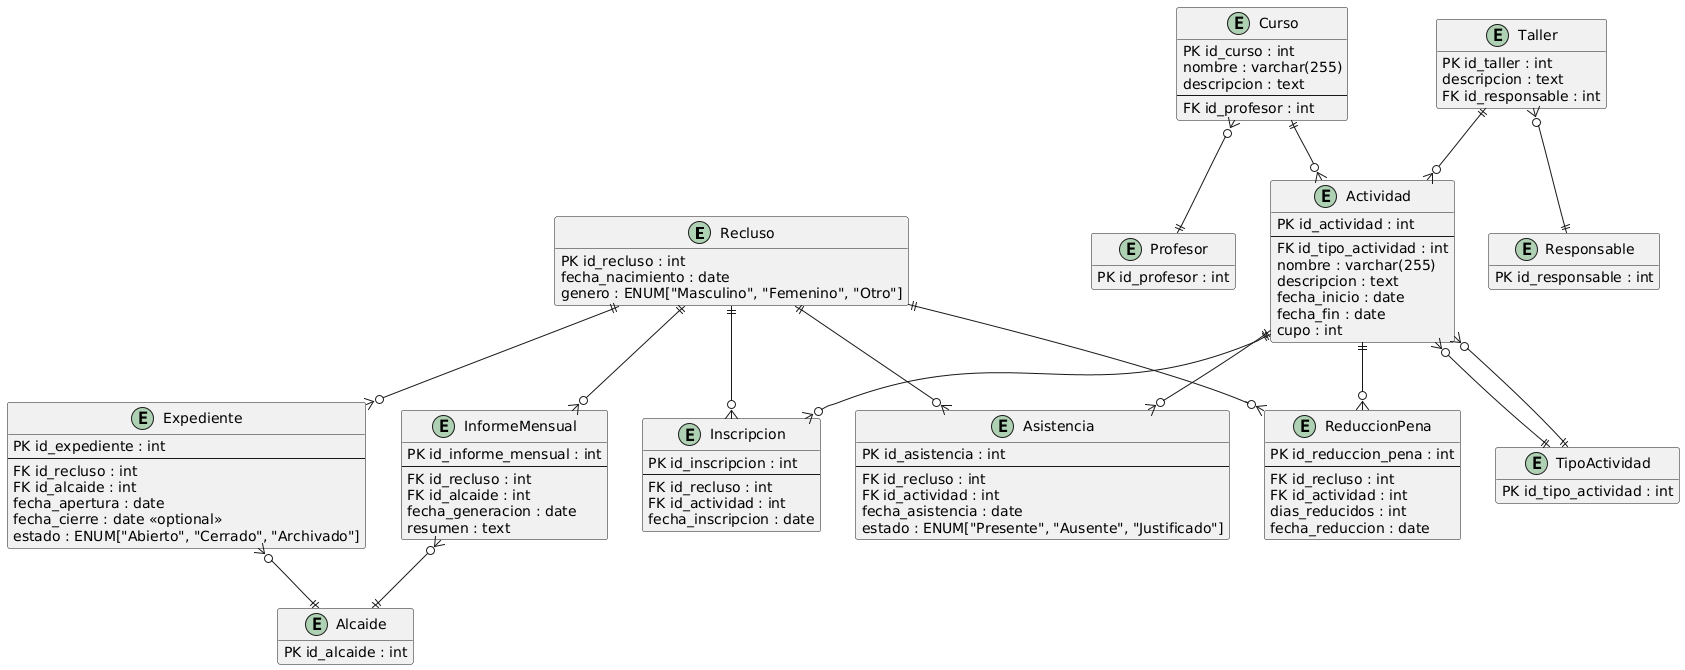 E Curso
PK id_curso : int
nombre : varchar(255)
descripcion : text
FK id_profesor : int
E Taller
PK id_taller : int
descripcion : text
FK id_responsable : int
E Recluso
PK id_recluso : int
fecha_nacimiento : date
genero : ENUM["Masculino", "Femenino", "Otro"]
E Profesor
PK id_profesor : int
E Actividad
PK id_actividad : int
FK id_tipo_actividad : int
nombre : varchar(255)
descripcion : text
fecha_inicio : date
fecha_fin : date
cupo : int
E Responsable
PK id_responsable : int
E Expediente
PK id_expediente : int
FK id_recluso : int
FK id_alcaide : int
fecha_apertura : date
fecha_cierre : date «optional»
estado : ENUM["Abierto", "Cerrado", "Archivado"]
E InformeMensual
PK id_informe_mensual : int
FK id_recluso : int
FK id_alcaide : int
fecha_generacion : date
resumen : text
E Inscripcion
PK id_inscripcion : int
FK id_recluso : int
FK id_actividad : int
fecha_inscripcion : date
E Asistencia
PK id_asistencia : int
FK id_recluso : int
FK id_actividad : int
fecha_asistencia : date
estado : ENUM["Presente", "Ausente", "Justificado"]
E ReduccionPena
PK id_reduccion_pena : int
FK id_recluso : int
FK id_actividad : int
dias_reducidos : int
fecha_reduccion : date
E TipoActividad
PK id_tipo_actividad : int
E Alcaide
PK id_alcaide : int